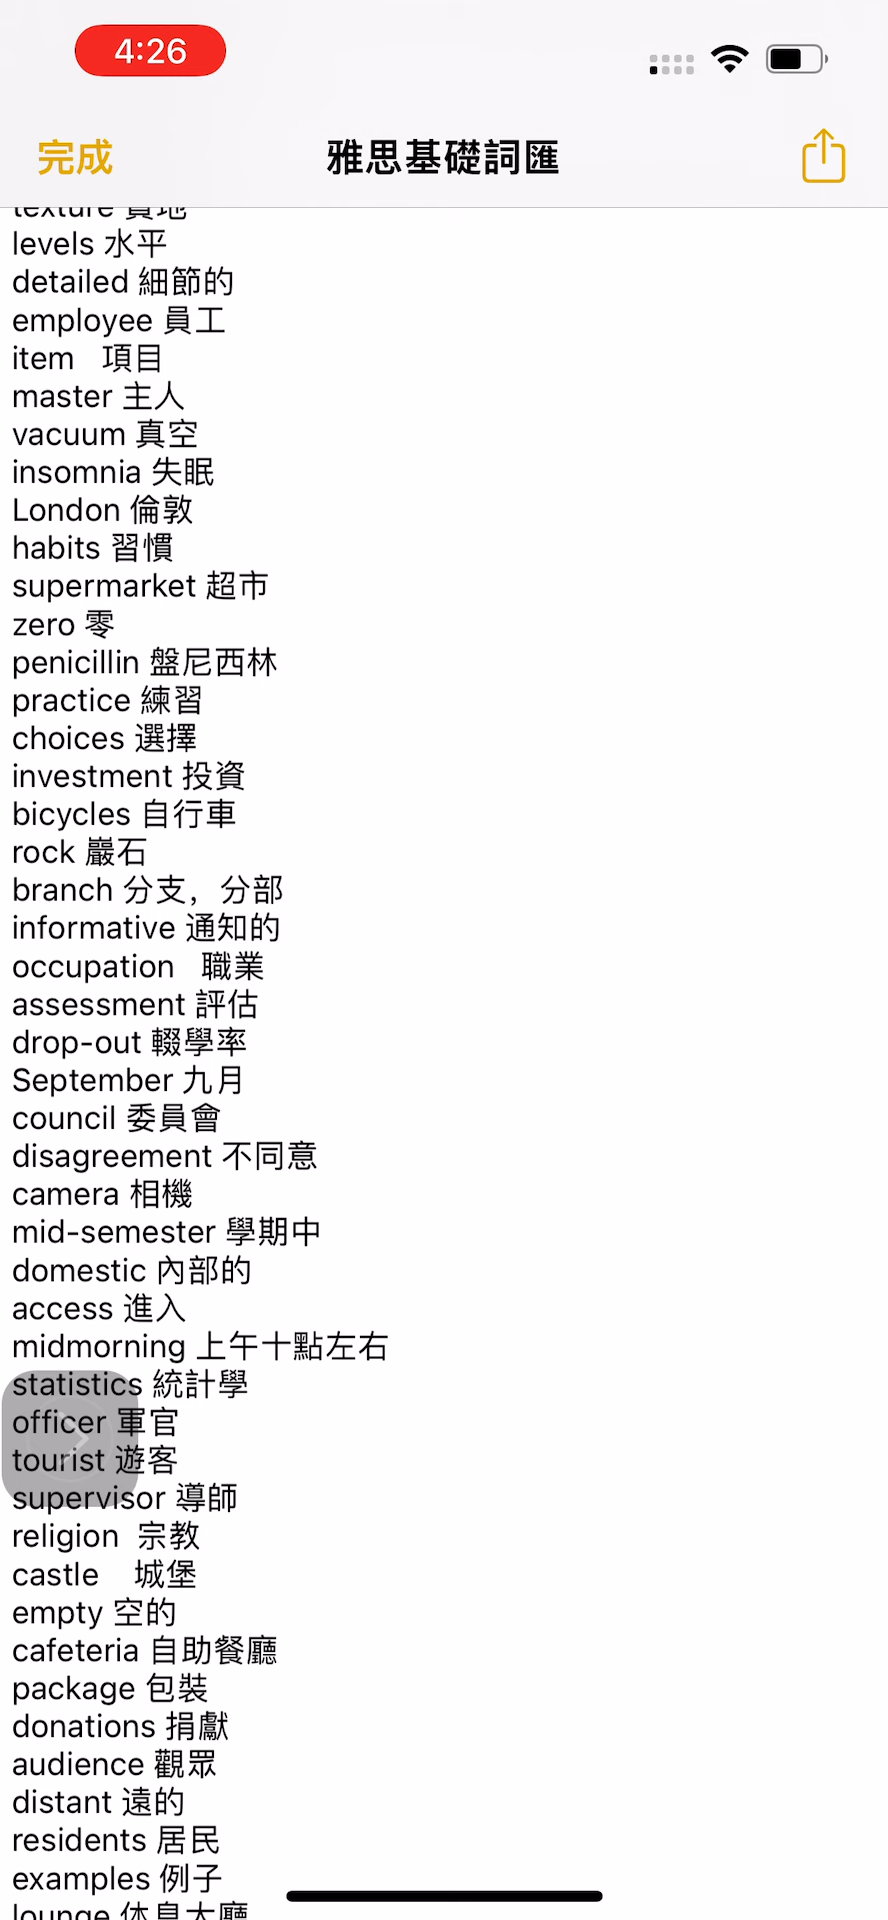 4:26
完成
雅思基礎詞匯
texture 質地
levels 水平
detailed 細節的
employee 員工
item 項目
master 主人
vacuum 真空
insomnia 失眠
London 倫敦
habits 習慣
supermarket 超市
zero 零
penicillin 盤尼西林
practice 練習
choices 選擇
investment 投資
bicycles 自行車
rock 巖石
branch 分支，分部
informative 通知的
occupation 職業
assessment 評估
drop-out 輟學率
September 九月
council 委員會
disagreement 不同意
camera 相機
mid-semester 學期中
domestic 內部的
access 進入
midmorning 上午十點左右
statistics 統計學
officer 軍官
tourist 遊客
supervisor 導師
religion 宗教
castle 城堡
empty 空的
cafeteria 自助餐廳
package 包裝
donations 捐獻
audience 觀眾
distant 遠的
residents 居民
examples 例子
lounge 休息大廳